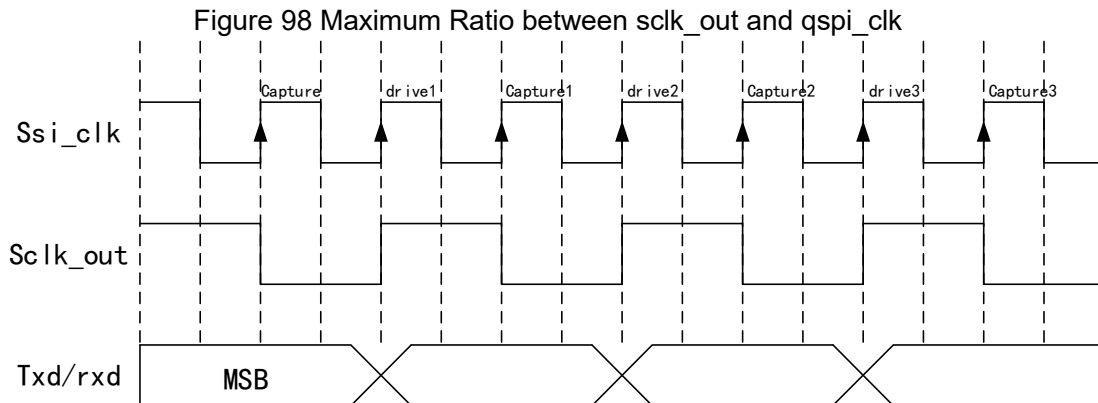 Figure 98 Maximum Ratio between sclk_out and qspi_clk
Capture drive1 Capture1 drive2 Capture2 drive3 Capture3
Ssi_clk
Sclk_out
Txd/rxd MSB